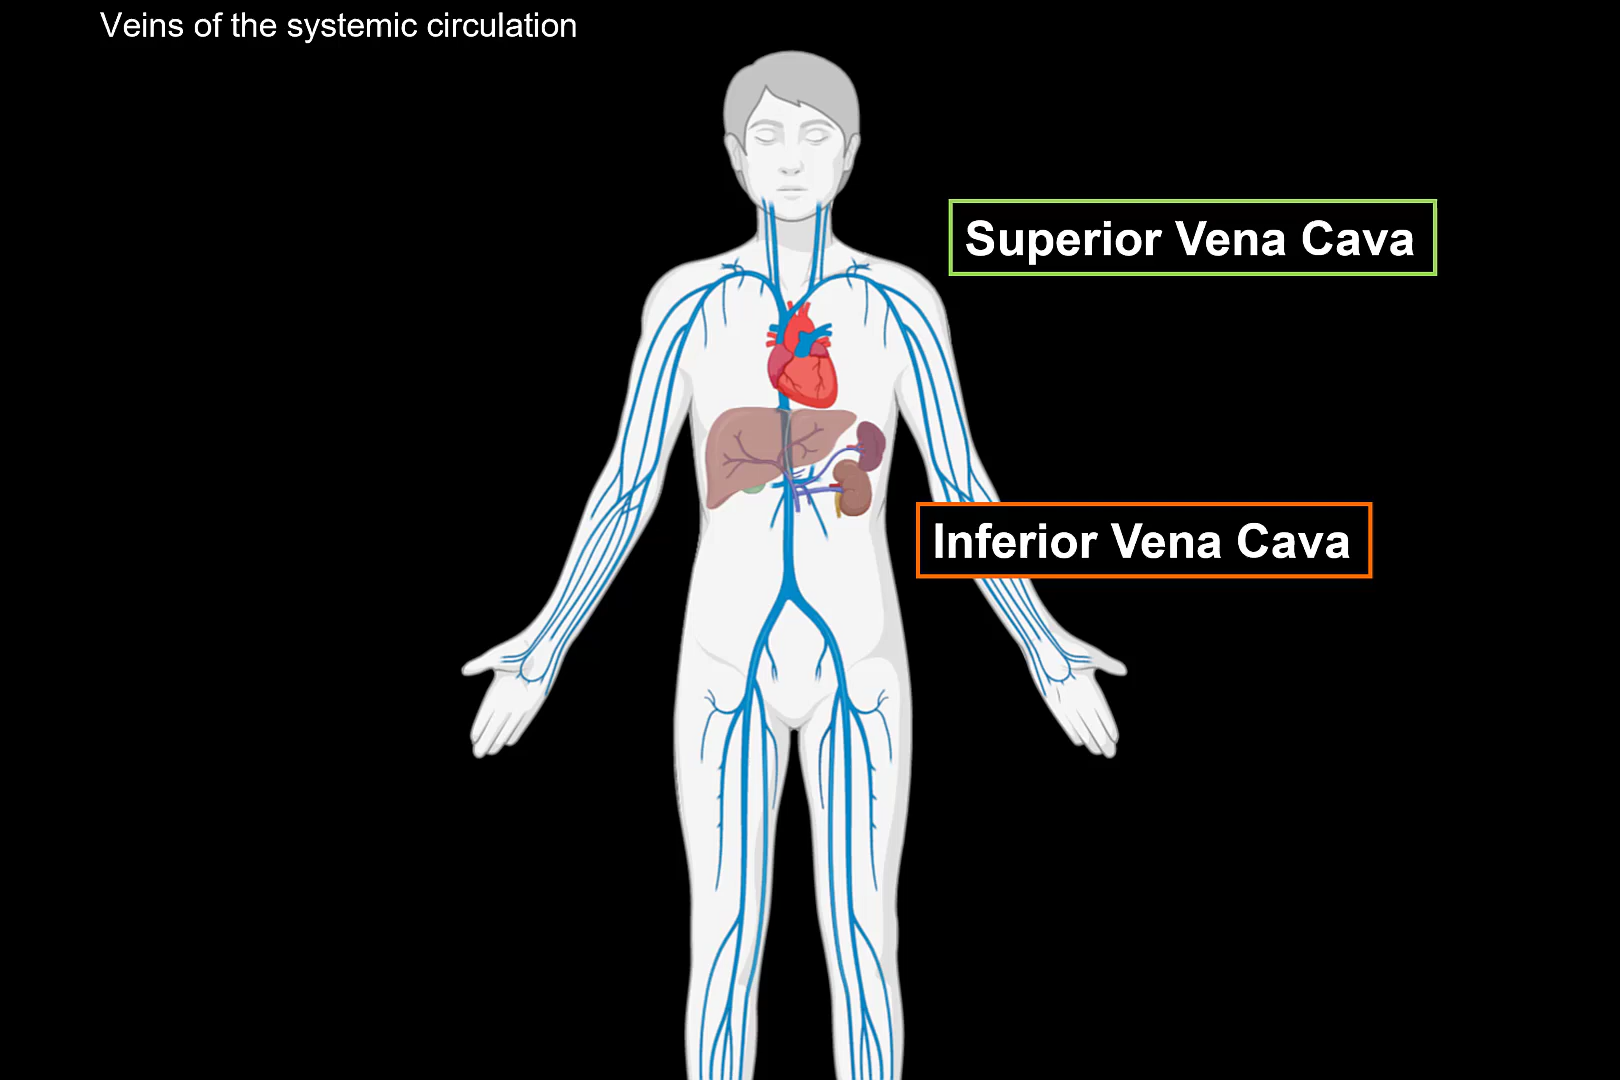 Veins of the systemic circulation
Superior Vena Cava
Inferior Vena Cava